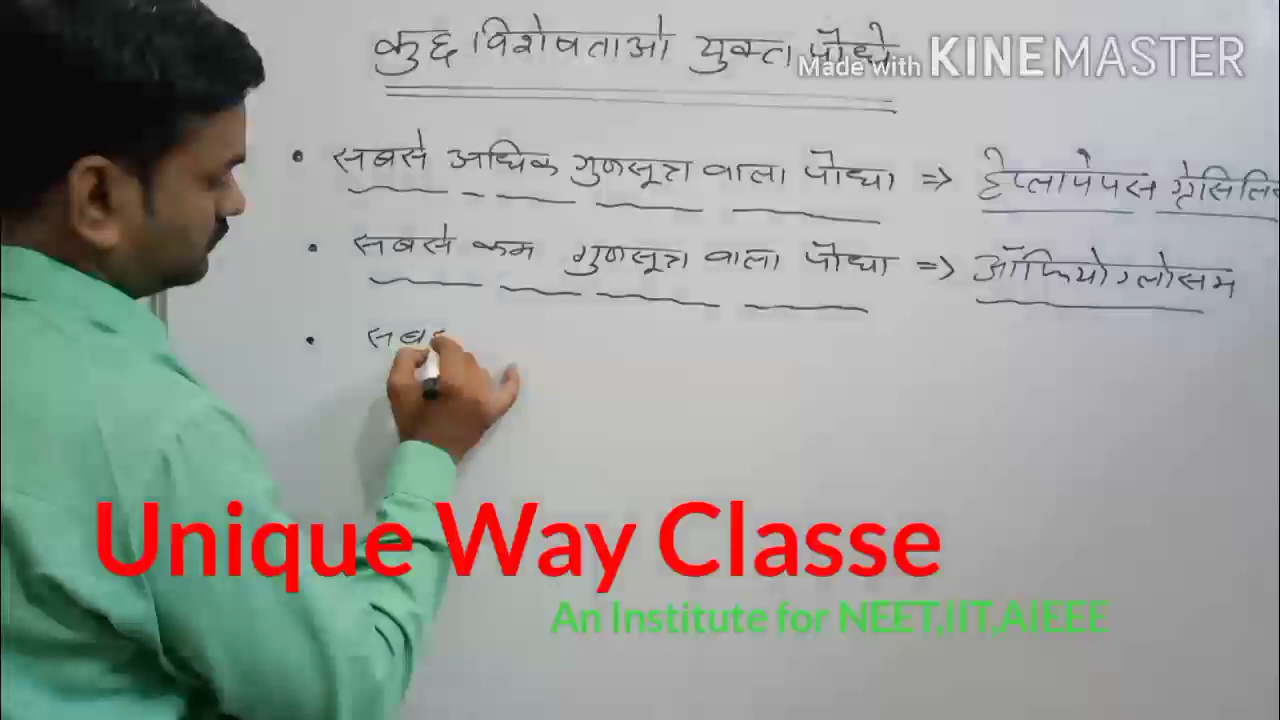 कुछ विशेषताओ युक्त पौधे
Made with KINEMASTER
• सबसे अधिक गुणसूत्र वाला पौधा => हेप्लोपेपस ग्रेसिलि
• सबसे कम गुणसूत्र वाला पौधा => ऑफियोग्लोसम
• सब
Unique Way Classe
An Institute for NEET,IIT,AIEEE